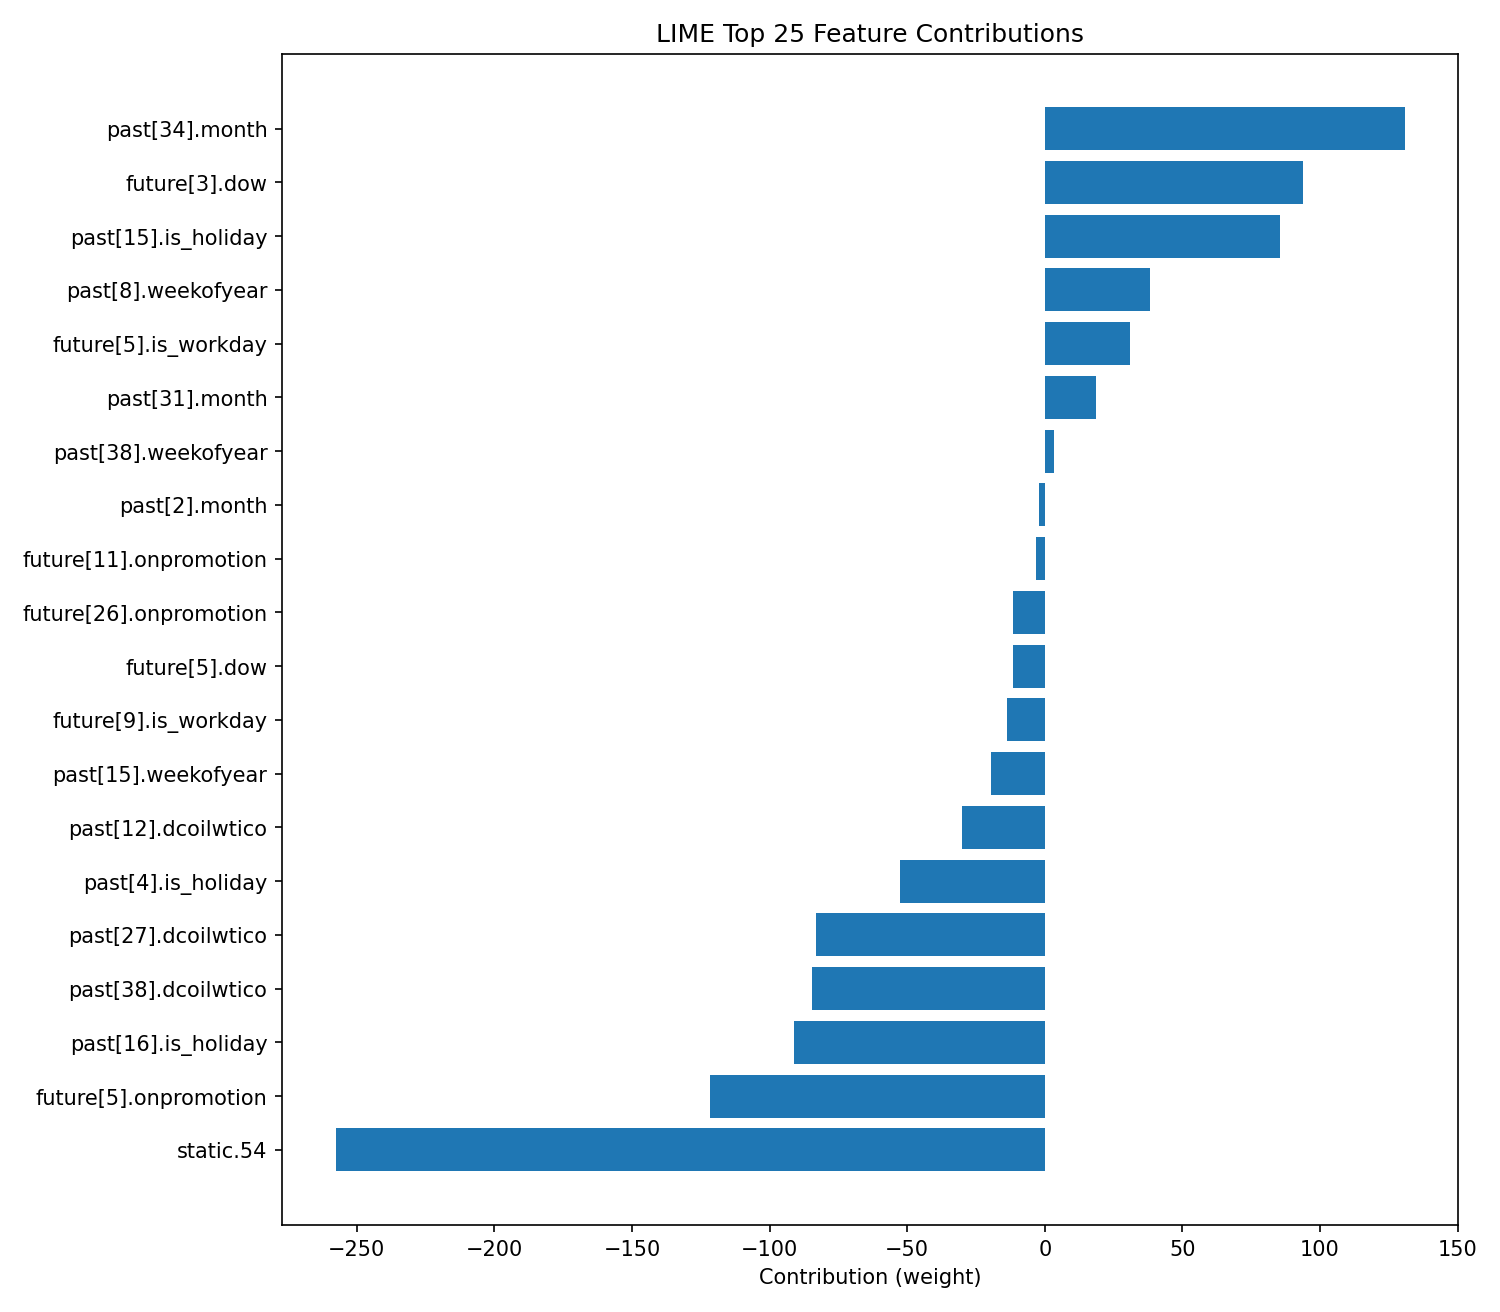 LIME Top 25 Feature Contributions
past[34].month
future[3].dow
past[15].is_holiday
past[8].weekofyear
future[5].is_workday
past[31].month
past[38].weekofyear
past[2].month
future[11].onpromotion
future[26].onpromotion
future[5].dow
future[9].is_workday
past[15].weekofyear
past[12].dcoilwtico
past[4].is_holiday
past[27].dcoilwtico
past[38].dcoilwtico
past[16].is_holiday
future[5].onpromotion
static.54
−250 −200 −150 −100 −50 0 50 100 150
Contribution (weight)